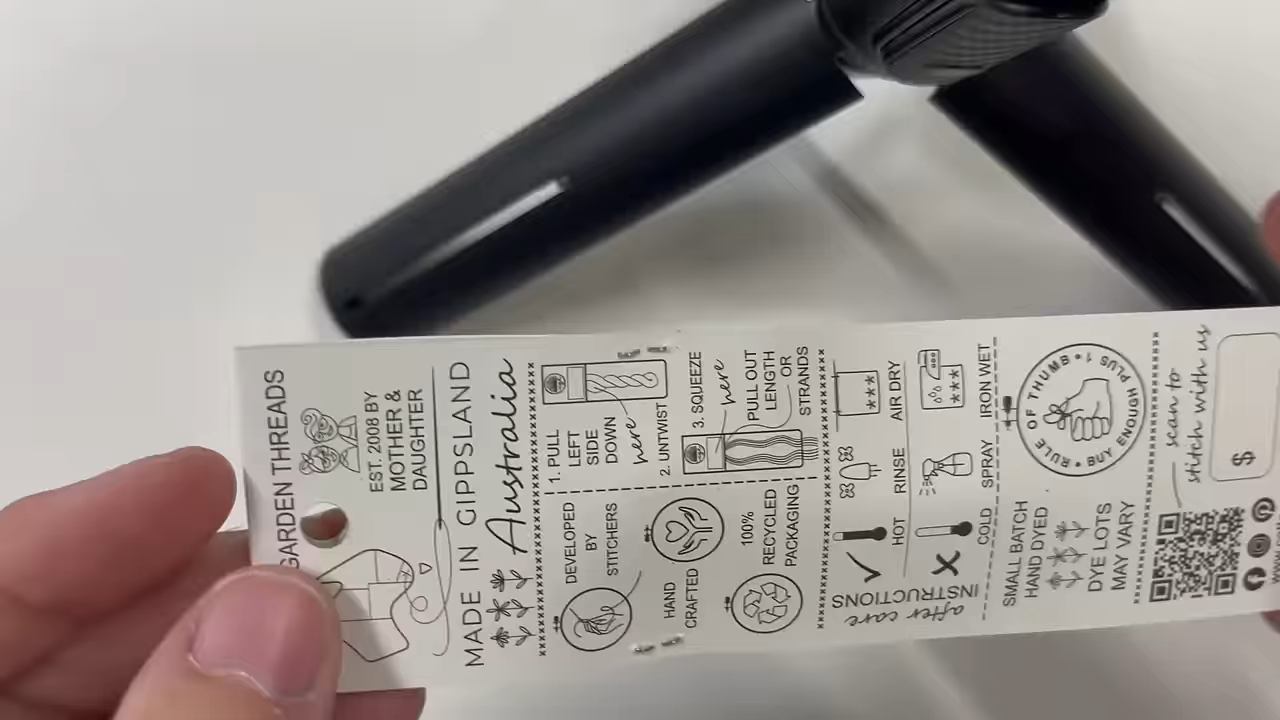 GARDEN THREADS
EST. 2008 BY
MOTHER &
DAUGHTER
MADE IN GIPPSLAND
Australia
DEVELOPED
BY
STITCHERS
HAND
CRAFTED
100%
RECYCLED
PACKAGING
1. PULL
LEFT
SIDE
DOWN
here
2. UNTWIST
3. SQUEEZE
here
PULL OUT
LENGTH
OR
STRANDS
after care
INSTRUCTIONS
HOT
RINSE
AIR DRY
COLD
SPRAY
IRON WET
SMALL BATCH
HAND DYED
DYE LOTS
MAY VARY
RULE OF THUMB • BUY ENOUGH PLUS 1 •
scan to
stitch with us
$